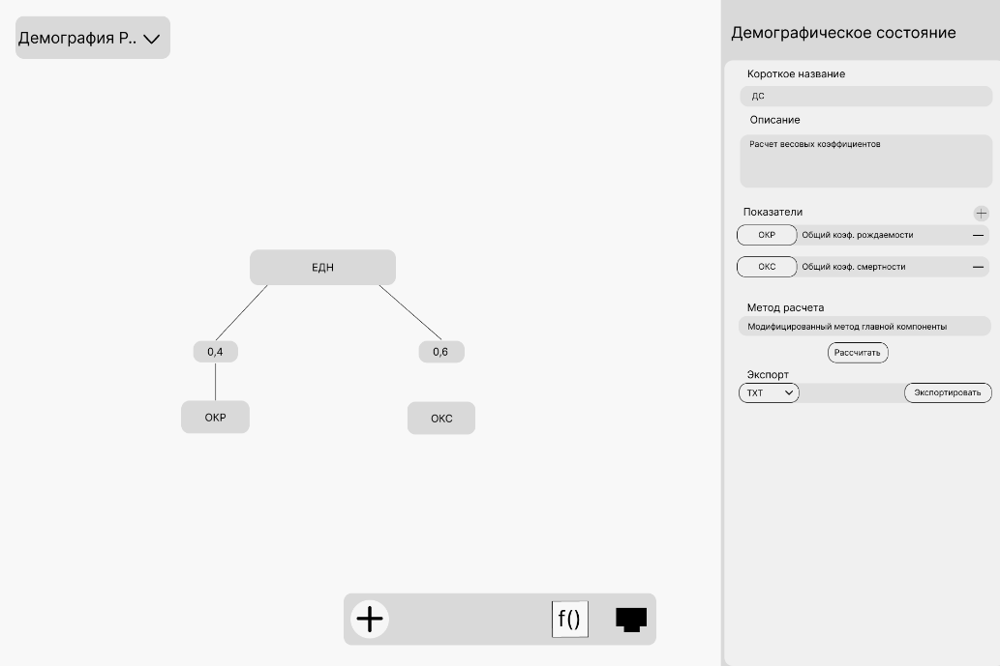 Демография Р..
ЕДН
0,4
0,6
ОКР
ОКС
f()
Демографическое состояние
Короткое название
ДС
Описание
Расчет весовых коэффициентов
Показатели
ОКР Общий коэф. рождаемости
ОКС Общий коэф. смертности
Метод расчета
Модифицированный метод главной компоненты
Рассчитать
Экспорт
TXT Экспортировать